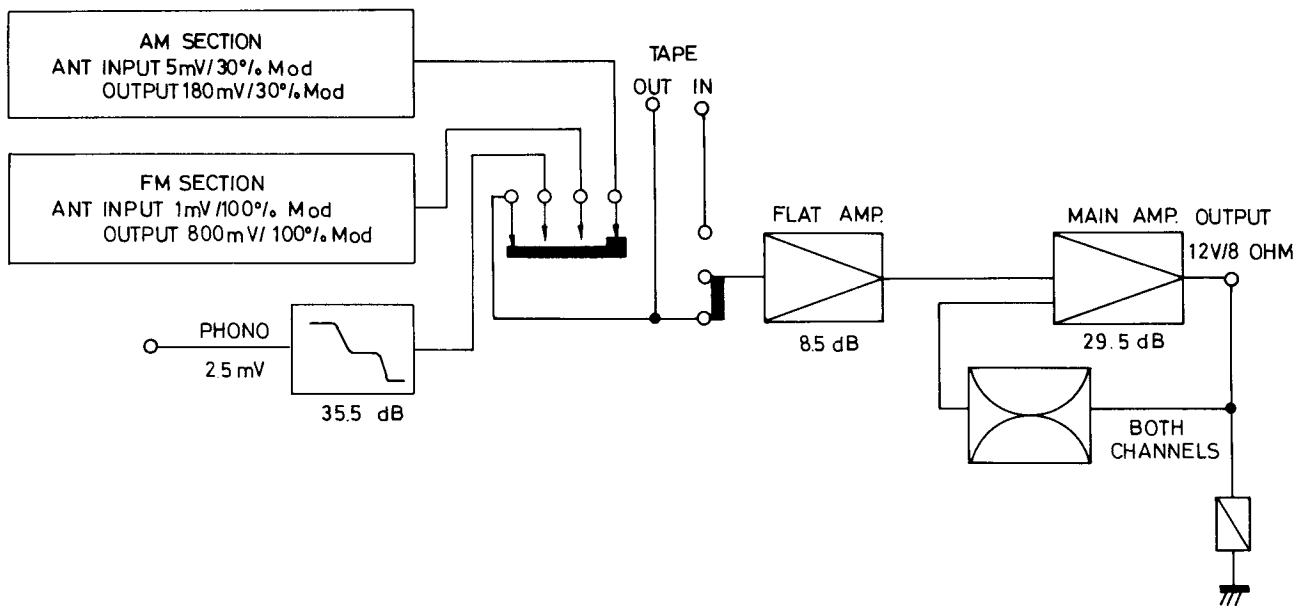 AM SECTION
ANT INPUT 5mV/30% Mod
OUTPUT 180mV/30% Mod
FM SECTION
ANT INPUT 1mV/100% Mod
OUTPUT 800mV/100% Mod
PHONO
2.5 mV
35.5 dB
TAPE
OUT IN
FLAT AMP.
8.5 dB
MAIN AMP.
29.5 dB
OUTPUT
12V/8 OHM
BOTH
CHANNELS